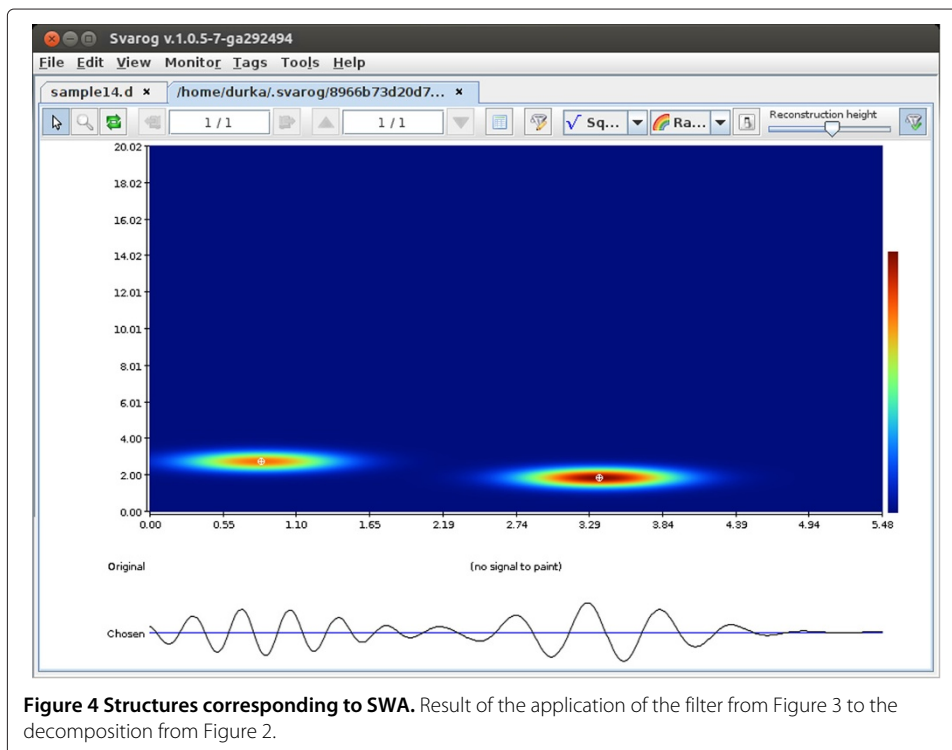 Svarog v.1.0.5-7-ga292494
File Edit View Monitor Tags Tools Help
sample14.d × /home/durka/.svarog/8966b73d20d7... ×
1 / 1 1 / 1 Sq... Ra... Reconstruction height
20.02
18.02
16.02
14.02
12.01
10.01
8.01
6.01
4.00
2.00
0.00
0.00 0.55 1.10 1.65 2.19 2.74 3.29 3.84 4.39 4.94 5.48
Original (no signal to paint)
Chosen
Figure 4 Structures corresponding to SWA. Result of the application of the filter from Figure 3 to the
decomposition from Figure 2.